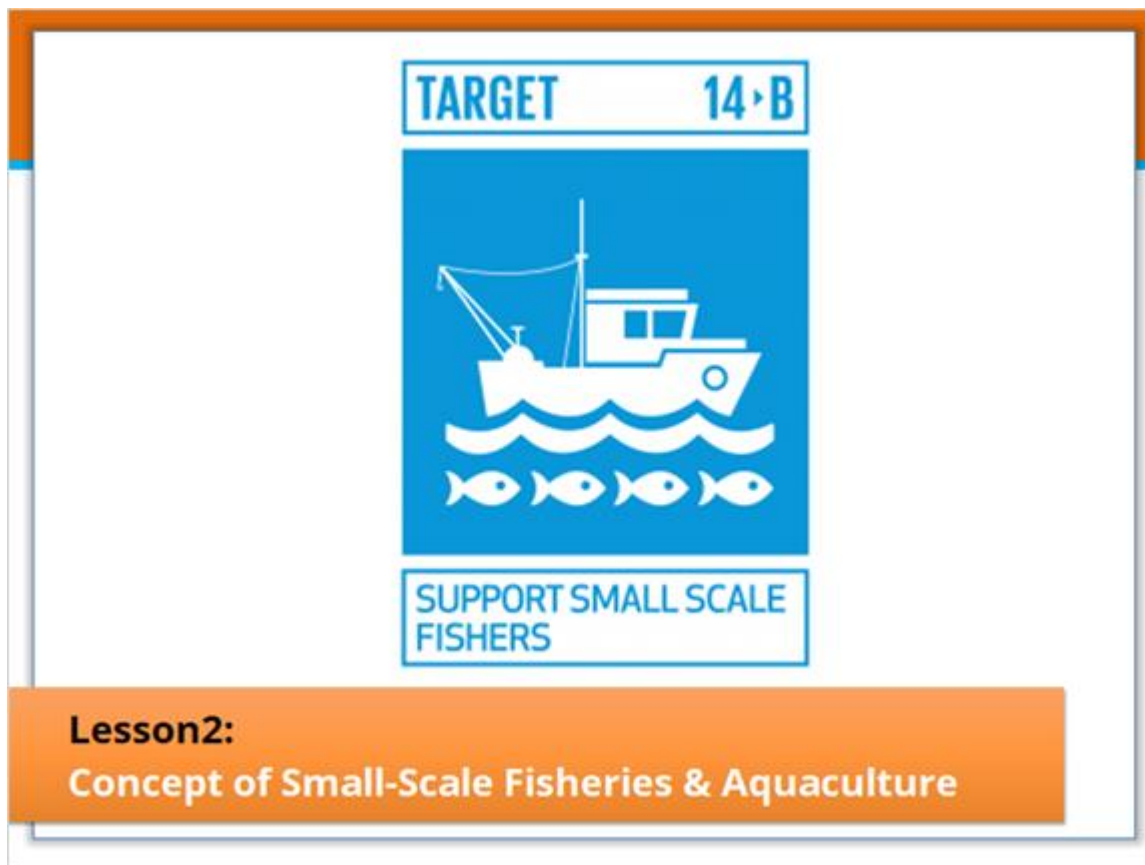 TARGET 14▸B
SUPPORT SMALL SCALE
FISHERS
Lesson2:
Concept of Small-Scale Fisheries & Aquaculture